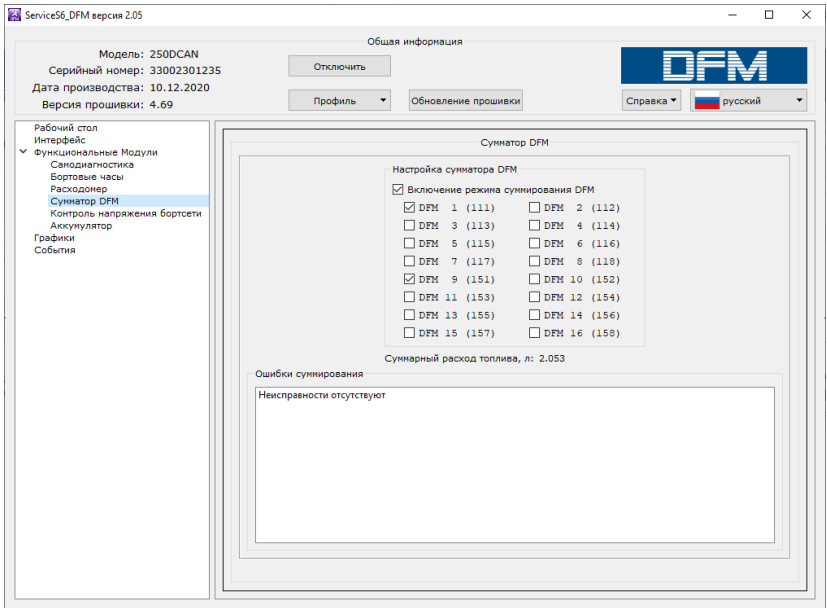 ServiceS6_DFM версия 2.05
Общая информация
Модель: 250DCAN
Серийный номер: 33002301235
Дата производства: 10.12.2020
Версия прошивки: 4.69
Отключить
Профиль
Обновление прошивки
DFM
Справка
русский
Рабочий стол
Интерфейс
Функциональные Модули
Самодиагностика
Бортовые часы
Расходомер
Сумматор DFM
Контроль напряжения бортсети
Аккумулятор
Графики
События
Сумматор DFM
Настройка сумматора DFM
Включение режима суммирования DFM
DFM 1 (111) DFM 2 (112)
DFM 3 (113) DFM 4 (114)
DFM 5 (115) DFM 6 (116)
DFM 7 (117) DFM 8 (118)
DFM 9 (151) DFM 10 (152)
DFM 11 (153) DFM 12 (154)
DFM 13 (155) DFM 14 (156)
DFM 15 (157) DFM 16 (158)
Суммарный расход топлива, л: 2.053
Ошибки суммирования
Неисправности отсутствуют